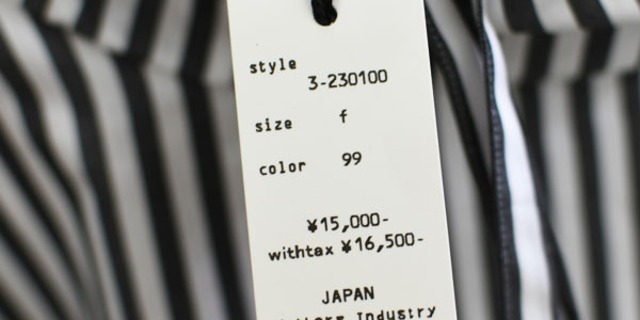 style
3-230100
size f
color 99
¥15,000-
withtax ¥16,500-
JAPAN
Industry